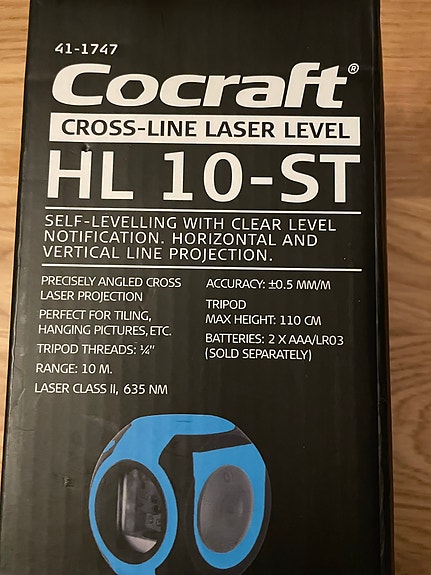 41-1747
Cocraft®
CROSS-LINE LASER LEVEL
HL 10-ST
SELF-LEVELLING WITH CLEAR LEVEL
NOTIFICATION. HORIZONTAL AND
VERTICAL LINE PROJECTION.
PRECISELY ANGLED CROSS
LASER PROJECTION
PERFECT FOR TILING,
HANGING PICTURES, ETC.
TRIPOD THREADS: ¼"
RANGE: 10 M.
LASER CLASS II, 635 NM
ACCURACY: ±0.5 MM/M
TRIPOD
MAX HEIGHT: 110 CM
BATTERIES: 2 X AAA/LR03
(SOLD SEPARATELY)